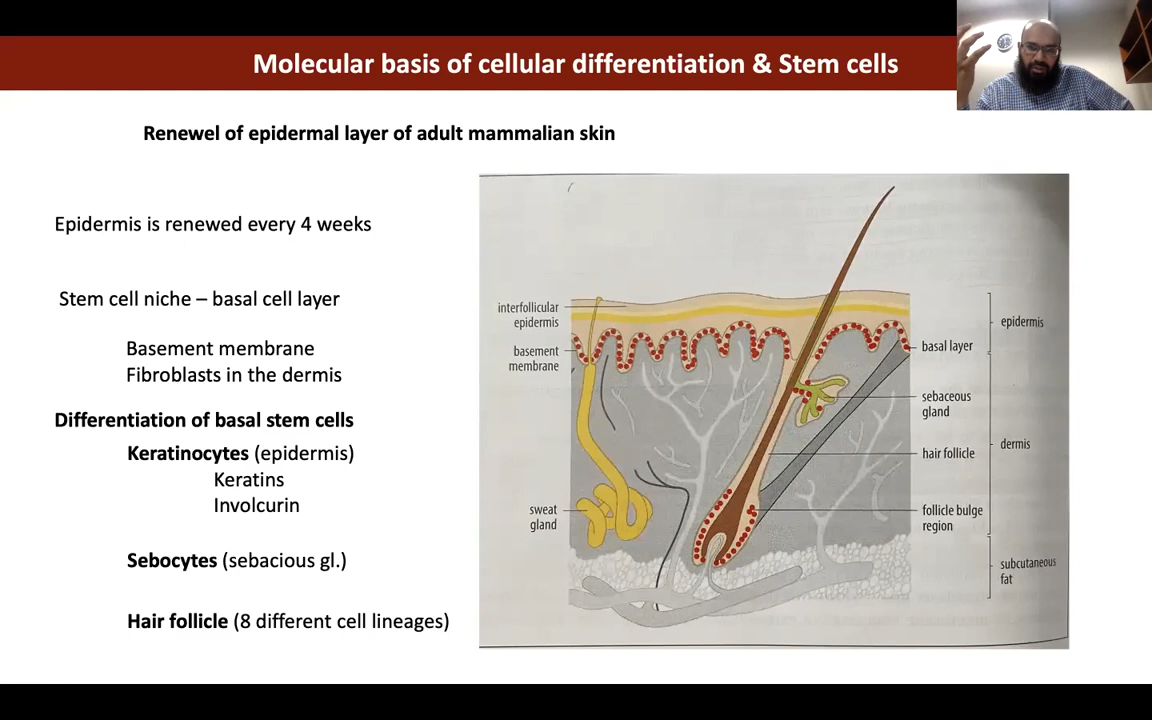 Molecular basis of cellular differentiation & Stem cells
Renewel of epidermal layer of adult mammalian skin
Epidermis is renewed every 4 weeks
Stem cell niche – basal cell layer
Basement membrane
Fibroblasts in the dermis
Differentiation of basal stem cells
Keratinocytes (epidermis)
Keratins
Involcurin
Sebocytes (sebacious gl.)
Hair follicle (8 different cell lineages)
interfollicular
epidermis
basement
membrane
sweat
gland
basal layer
sebaceous
gland
hair follicle
follicle bulge
region
epidermis
dermis
subcutaneous
fat